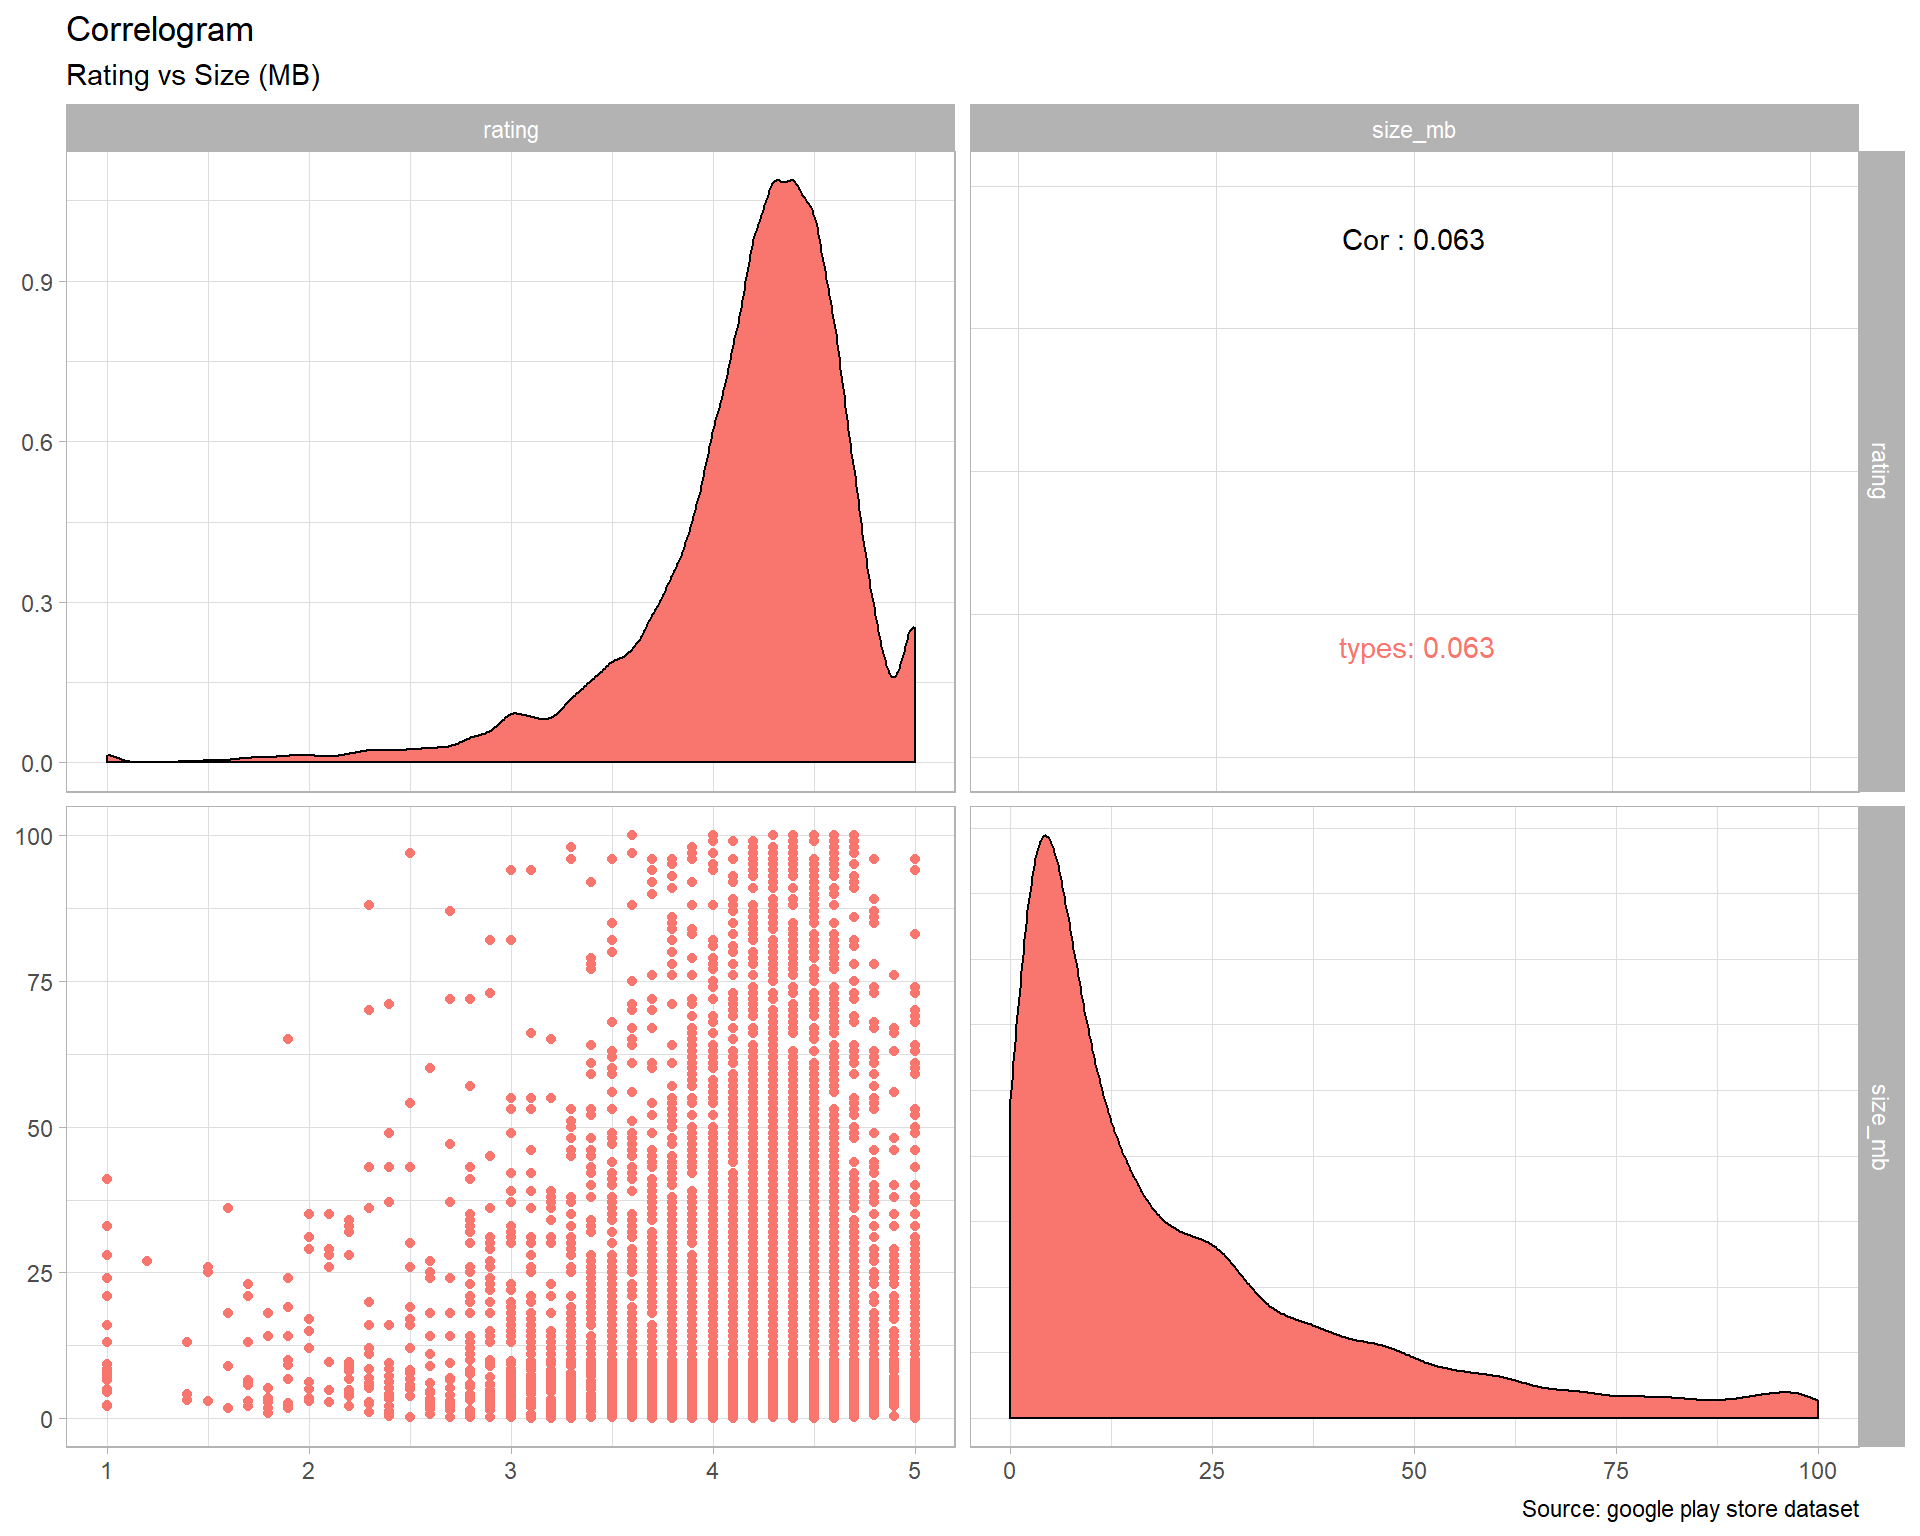 Correlogram
Rating vs Size (MB)
rating
size_mb
0.9
0.6
0.3
0.0
Cor : 0.063
types: 0.063
rating
100
75
50
25
0
size_mb
1 2 3 4 5
0 25 50 75 100
Source: google play store dataset